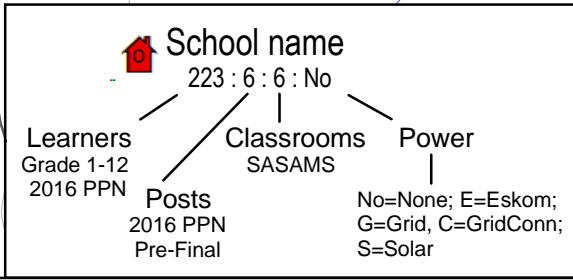 School name
0
223 : 6 : 6 : No
Learners
Grade 1-12
2016 PPN
Posts
2016 PPN
Pre-Final
Classrooms
SASAMS
Power
No=None; E=Eskom;
G=Grid, C=GridConn;
S=Solar